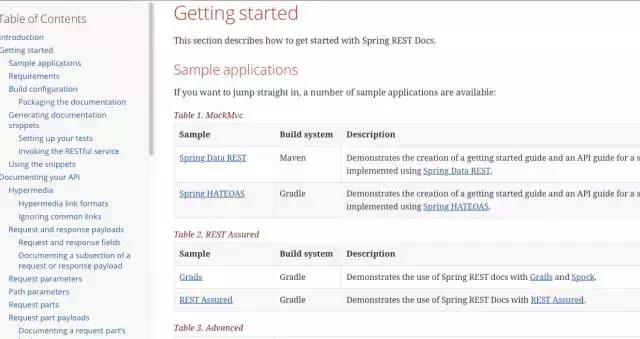 Table of Contents
Introduction
Getting started
Sample applications
Requirements
Build configuration
Packaging the documentation
Generating documentation
snippets
Setting up your tests
Invoking the RESTful service
Using the snippets
Documenting your API
Hypermedia
Hypermedia link formats
Ignoring common links
Request and response payloads
Request and response fields
Documenting a subsection of a
request or response payload
Request parameters
Path parameters
Request parts
Request part payloads
Documenting a request part's
Getting started
This section describes how to get started with Spring REST Docs.
Sample applications
If you want to jump straight in, a number of sample applications are available:
Table 1. MockMvc
Sample Build system Description
Spring Data REST Maven Demonstrates the creation of a getting started guide and an API guide for a s
implemented using Spring Data REST.
Spring HATEOAS Gradle Demonstrates the creation of a getting started guide and an API guide for a s
implemented using Spring HATEOAS.
Table 2. REST Assured
Sample Build system Description
Grails Gradle Demonstrates the use of Spring REST docs with Grails and Spock.
REST Assured Gradle Demonstrates the use of Spring REST Docs with REST Assured.
Table 3. Advanced